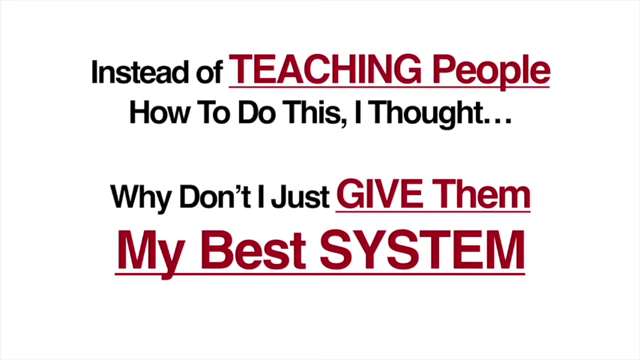 Instead of TEACHING People
How To Do This, I Thought…
Why Don’t I Just GIVE Them
My Best SYSTEM